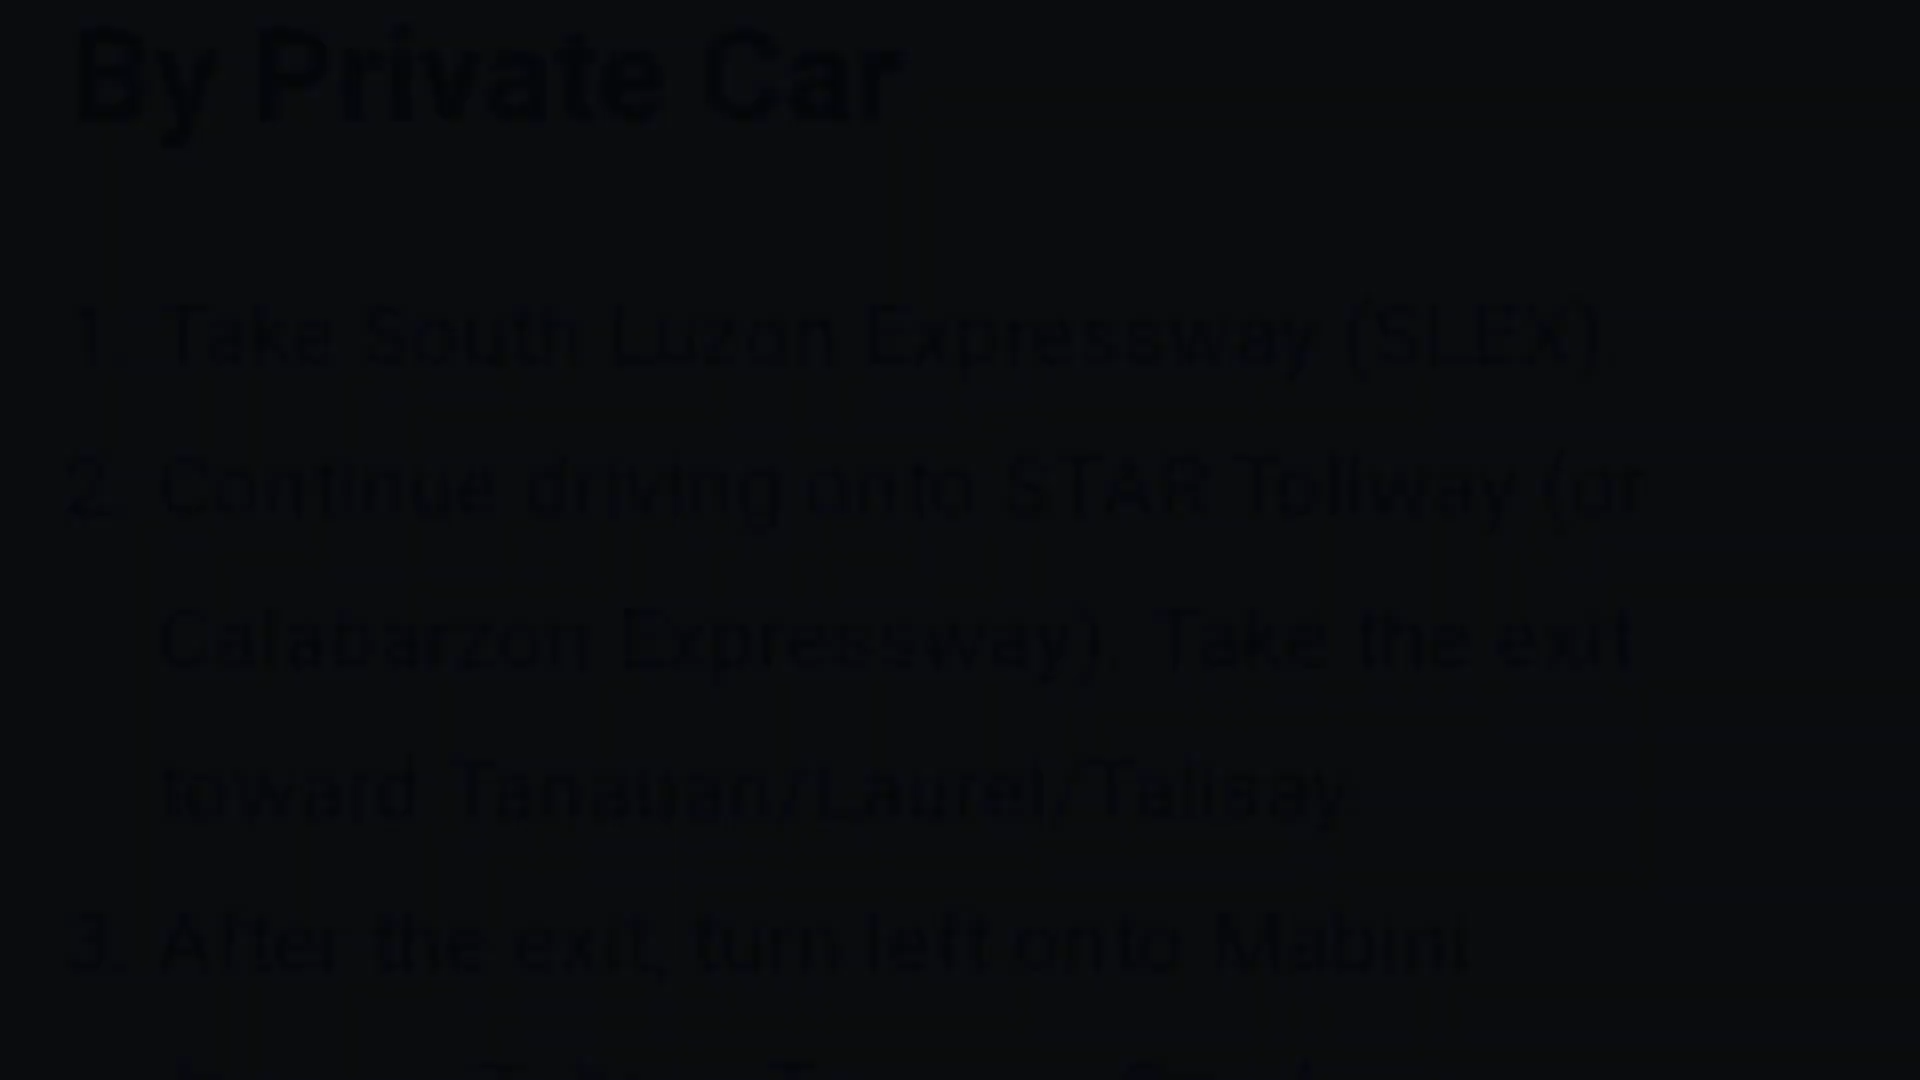 By Private Car
1. Take South Luzon Expressway (SLEX)
2. Continue driving onto STAR Tollway (or
Calabarzon Expressway). Take the exit
toward Tanauan/Laurel/Talisay
3. After the exit, turn left onto Mabini